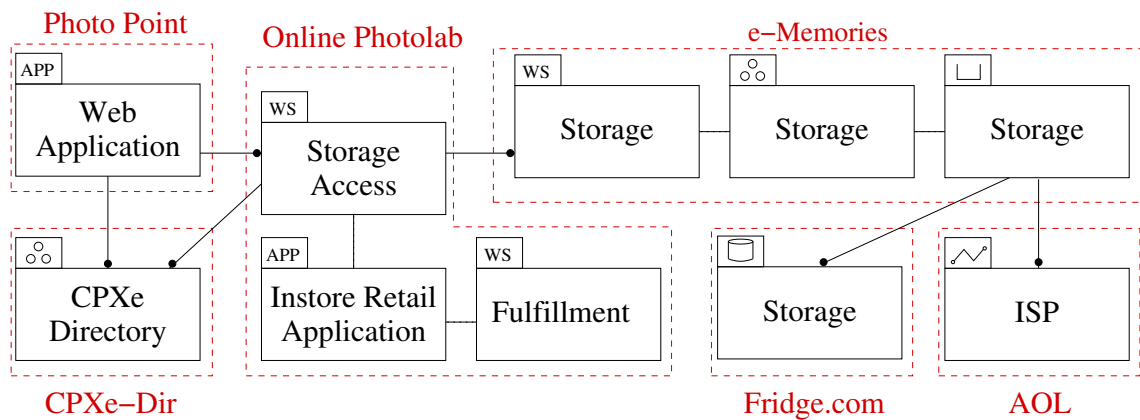 Photo Point
Online Photolab
e−Memories
APP
Web
Application
WS
Storage
Access
WS
Storage
Storage
Storage
CPXe
Directory
APP
Instore Retail
Application
WS
Fulfillment
Storage
ISP
CPXe−Dir
Fridge.com
AOL